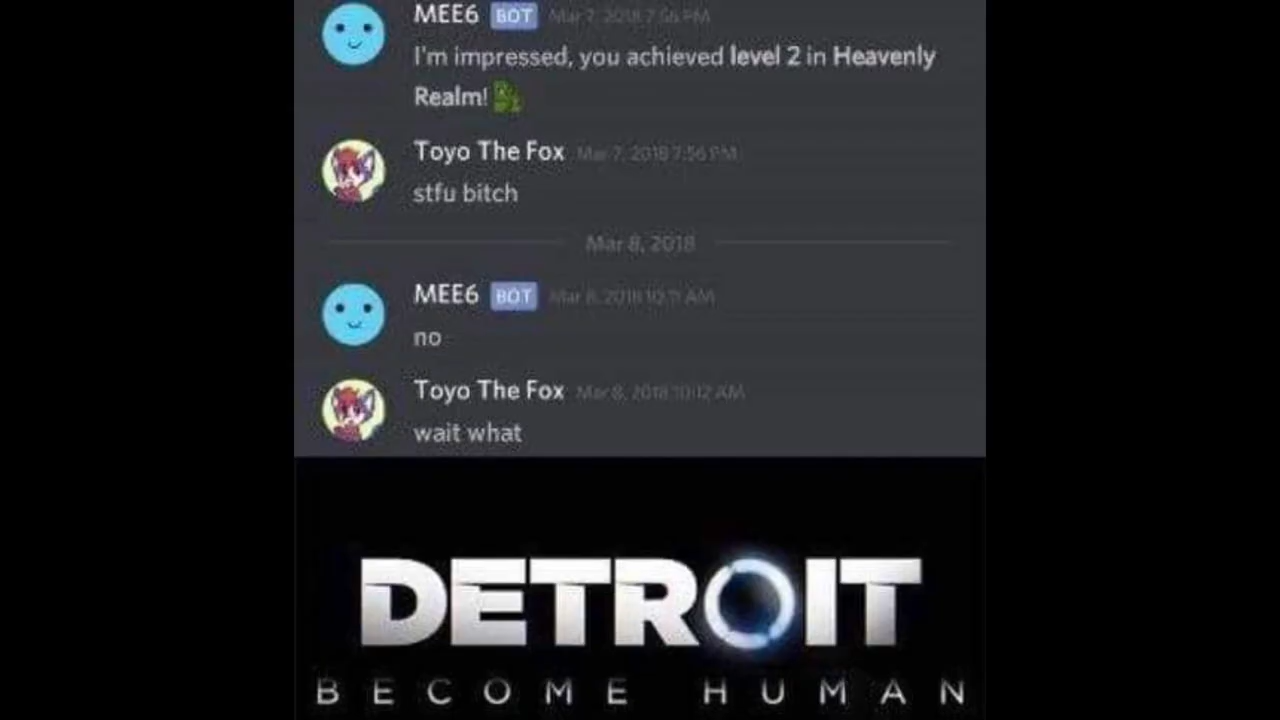 MEE6 BOT Mar 7, 2018 7:56 PM
I'm impressed, you achieved level 2 in Heavenly
Realm!
Toyo The Fox Mar 7, 2018 7:56 PM
stfu bitch
Mar 8, 2018
MEE6 BOT Mar 8, 2018 10:11 AM
no
Toyo The Fox Mar 8, 2018 10:12 AM
wait what
DETROIT
BECOME HUMAN